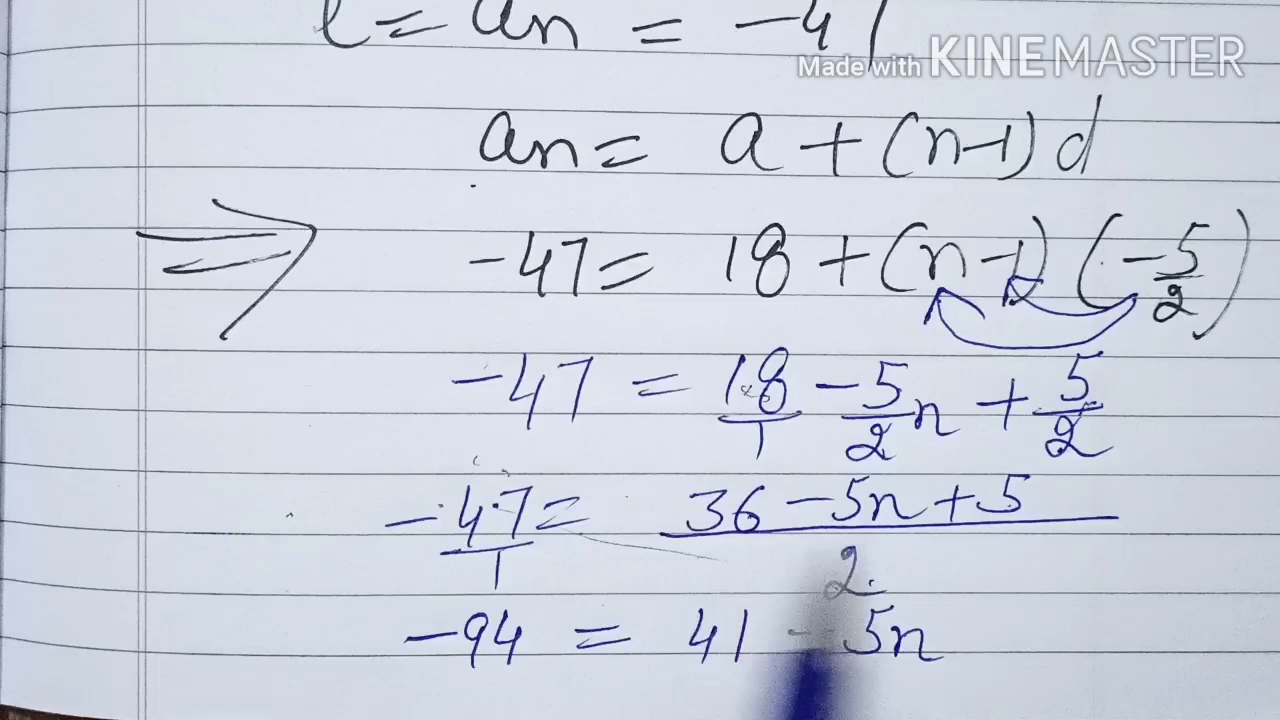 l = an = -47
Made with KINEMASTER
an = a + (n-1) d
⇒ -47 = 18 + (n-1) (-5/2)
-47 = 18/1 - 5/2 n + 5/2
-47/1 = 36 - 5n + 5 / 2
-94 = 41 - 5n